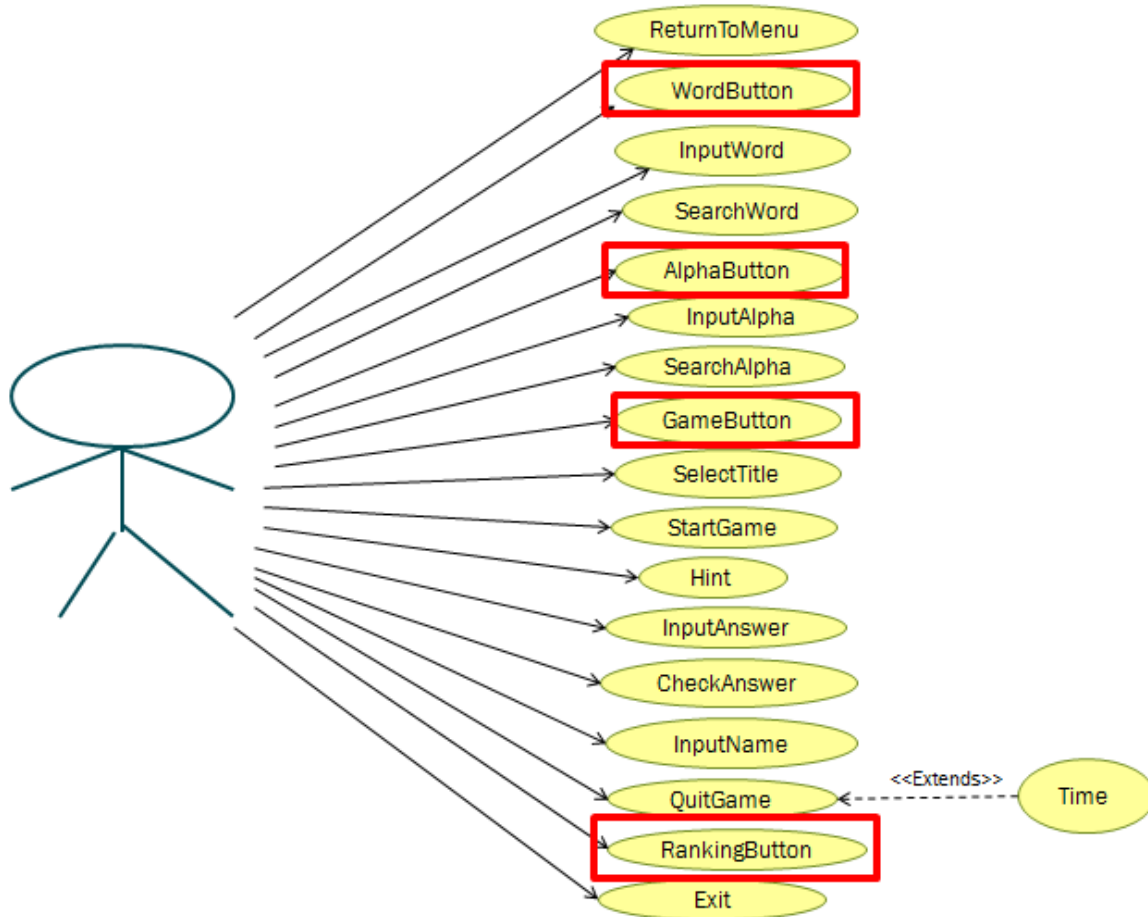 ReturnToMenu
WordButton
InputWord
SearchWord
AlphaButton
InputAlpha
SearchAlpha
GameButton
SelectTitle
StartGame
Hint
InputAnswer
CheckAnswer
InputName
QuitGame
<<Extends>>
Time
RankingButton
Exit